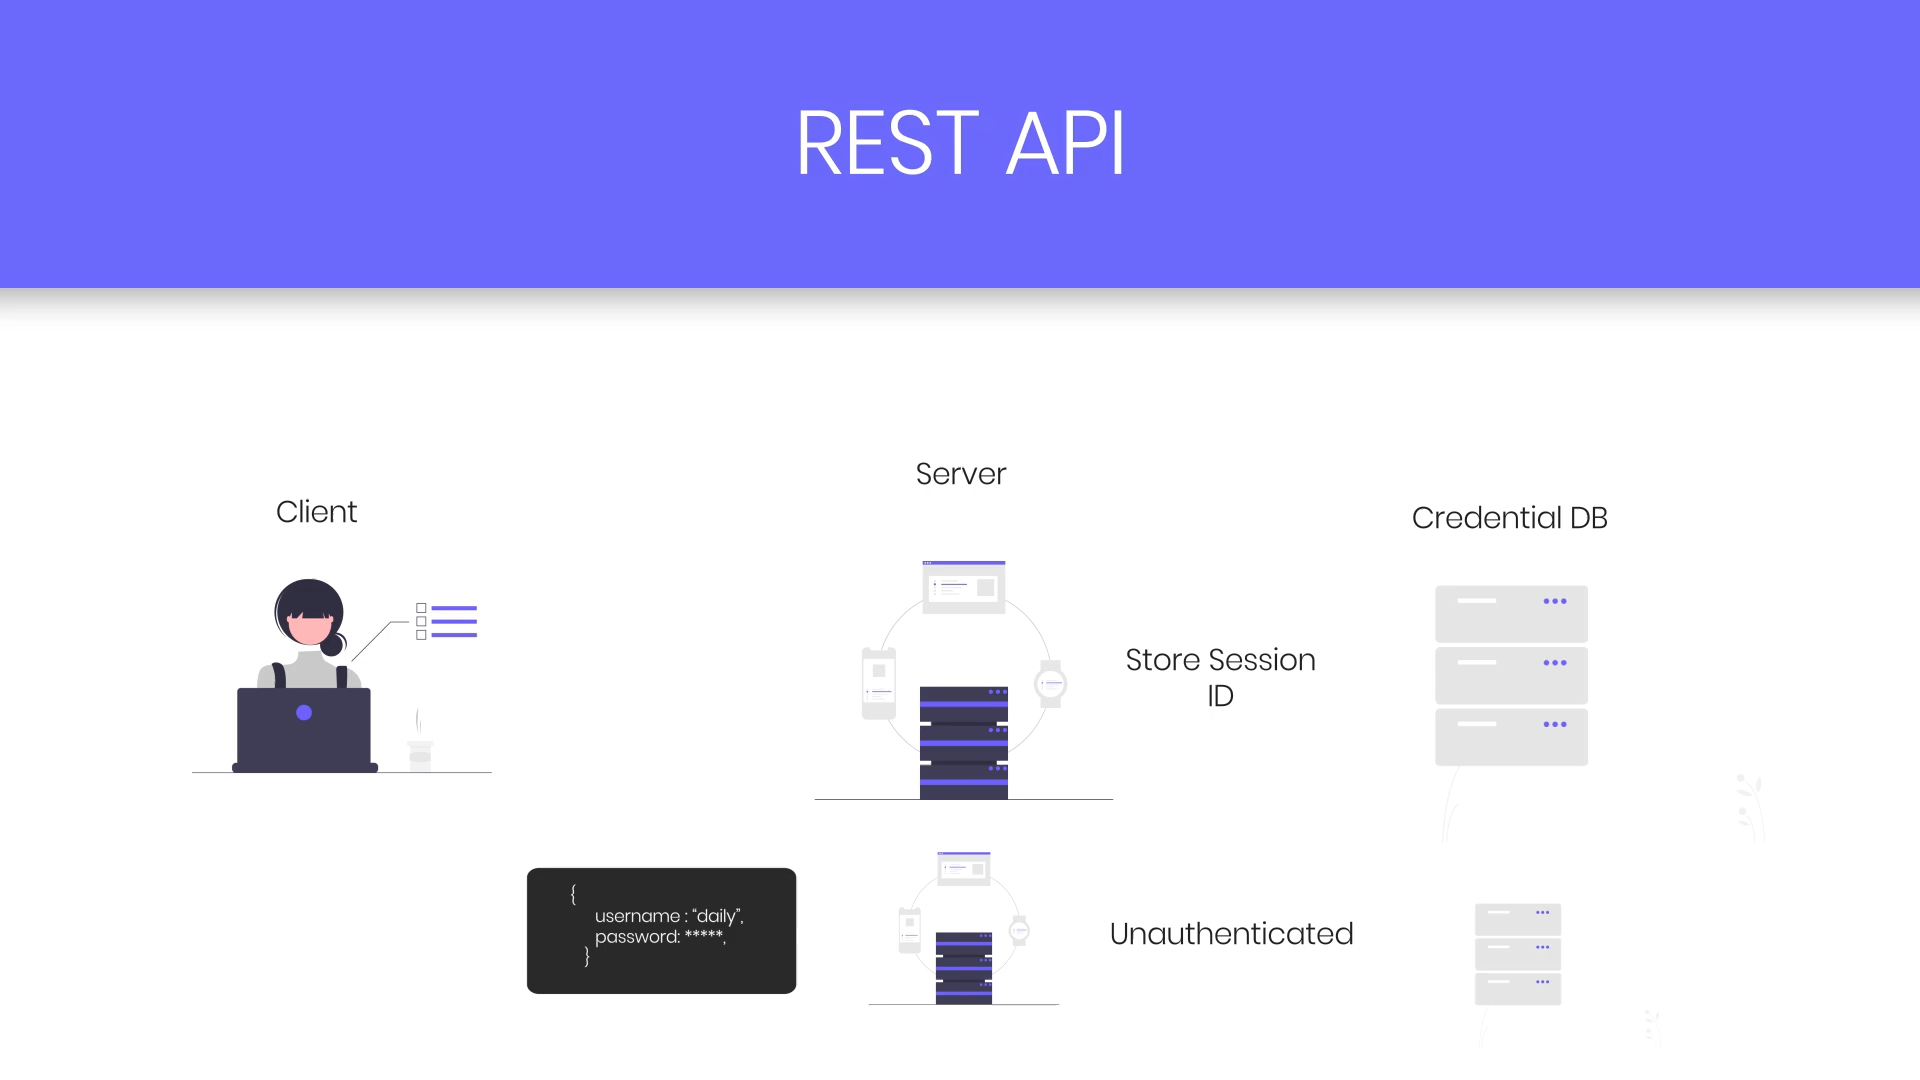 REST API
Server
Client
Credential DB
Store Session
ID
{
username : “daily”,
password: *****,
}
Unauthenticated